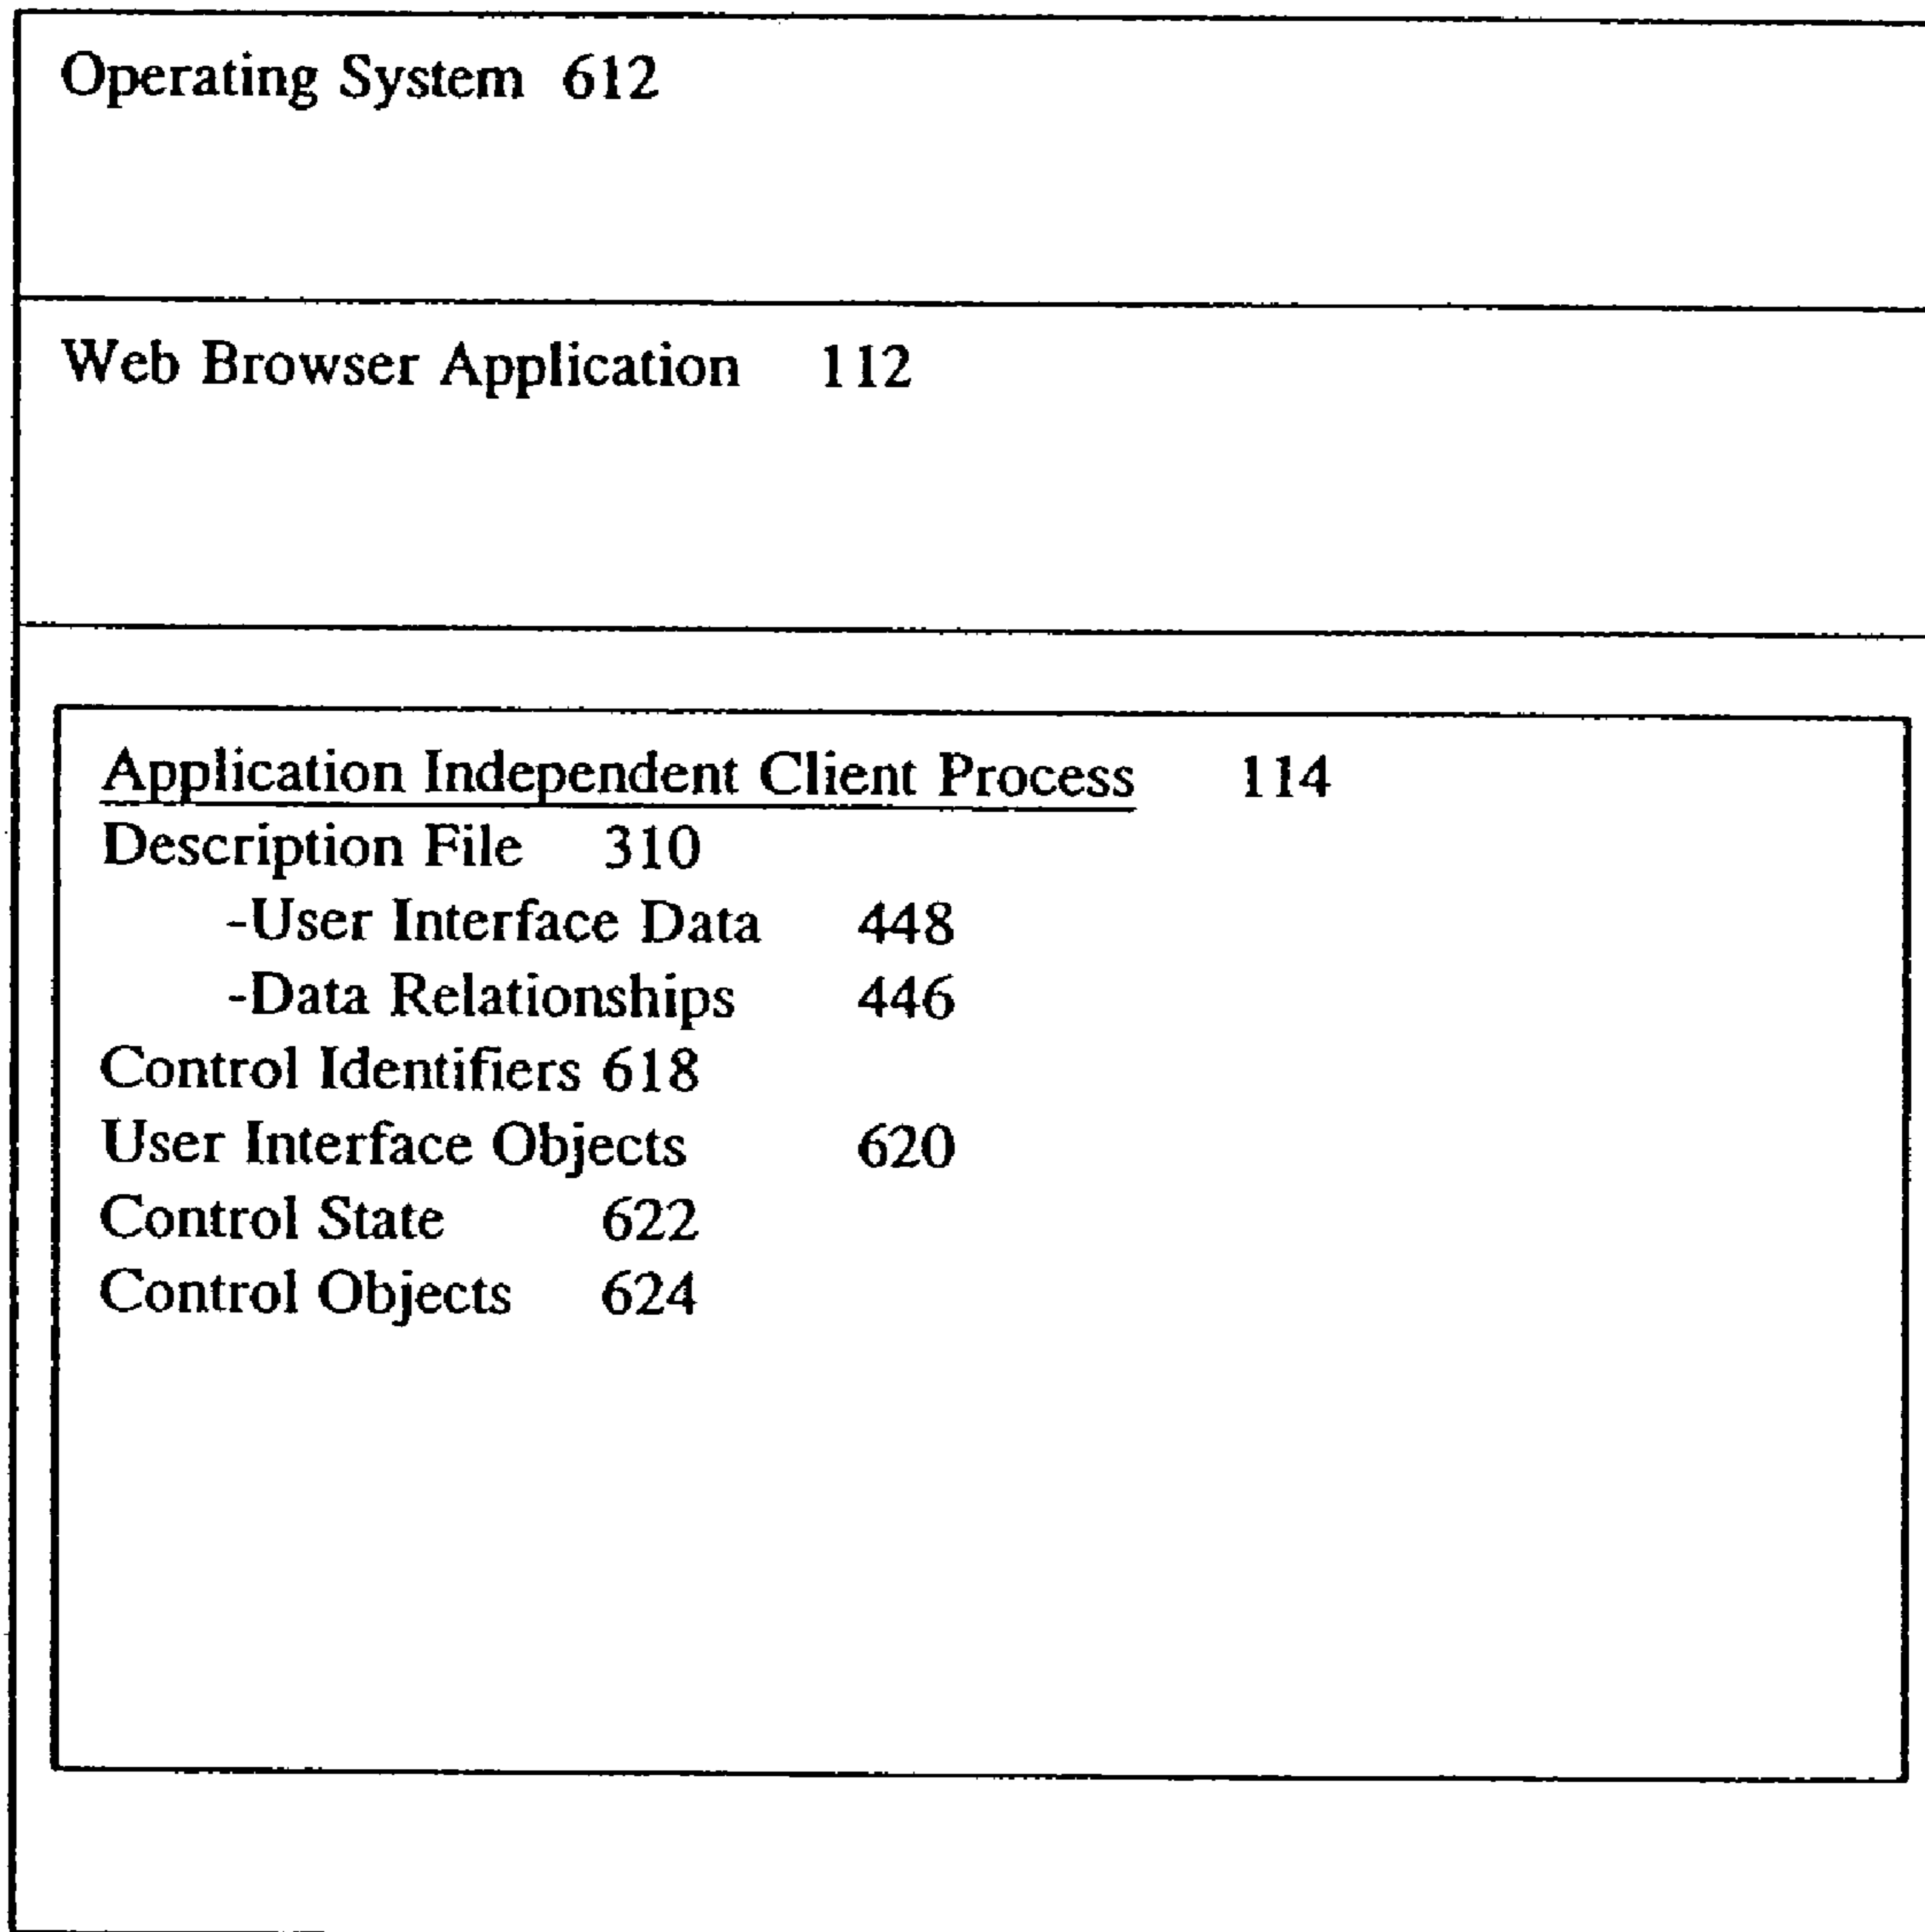 Operating System 612
Web Browser Application 112
Application Independent Client Process 114
Description File 310
-User Interface Data 448
-Data Relationships 446
Control Identifiers 618
User Interface Objects 620
Control State 622
Control Objects 624